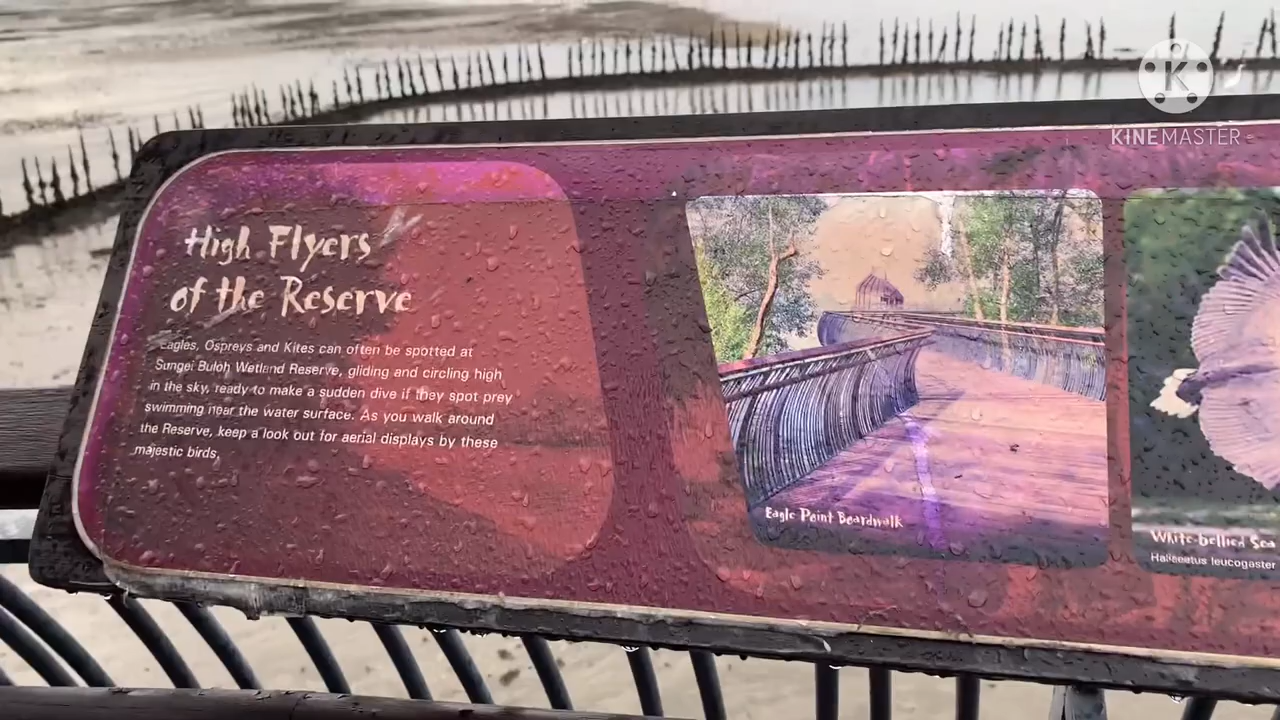 KINEMASTER
High Flyers
of the Reserve
Eagles, Ospreys and Kites can often be spotted at
Sungei Buloh Wetland Reserve, gliding and circling high
in the sky, ready to make a sudden dive if they spot prey
swimming near the water surface. As you walk around
the Reserve, keep a look out for aerial displays by these
majestic birds.
Eagle Point Boardwalk
White-bellied Sea
Haliaeetus leucogaster